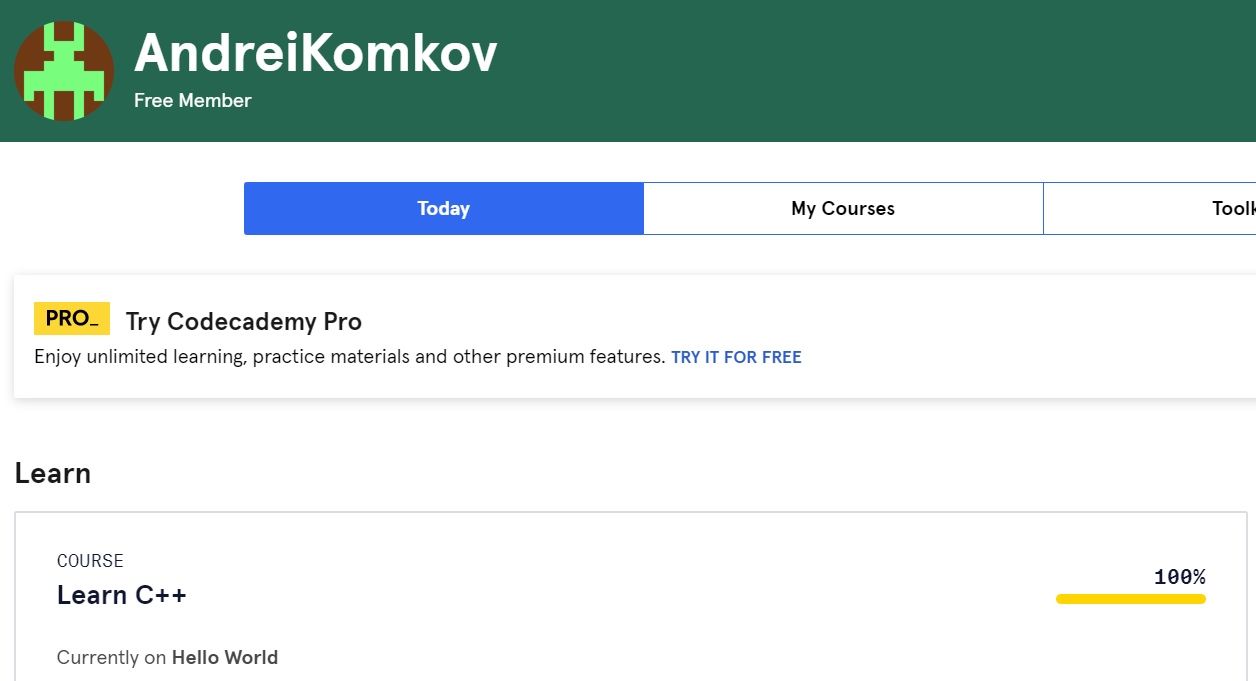 AndreiKomkov
Free Member
Today
My Courses
PRO_
Try Codecademy Pro
Enjoy unlimited learning, practice materials and other premium features. TRY IT FOR FREE
Learn
COURSE
Learn C++
100%
Currently on Hello World